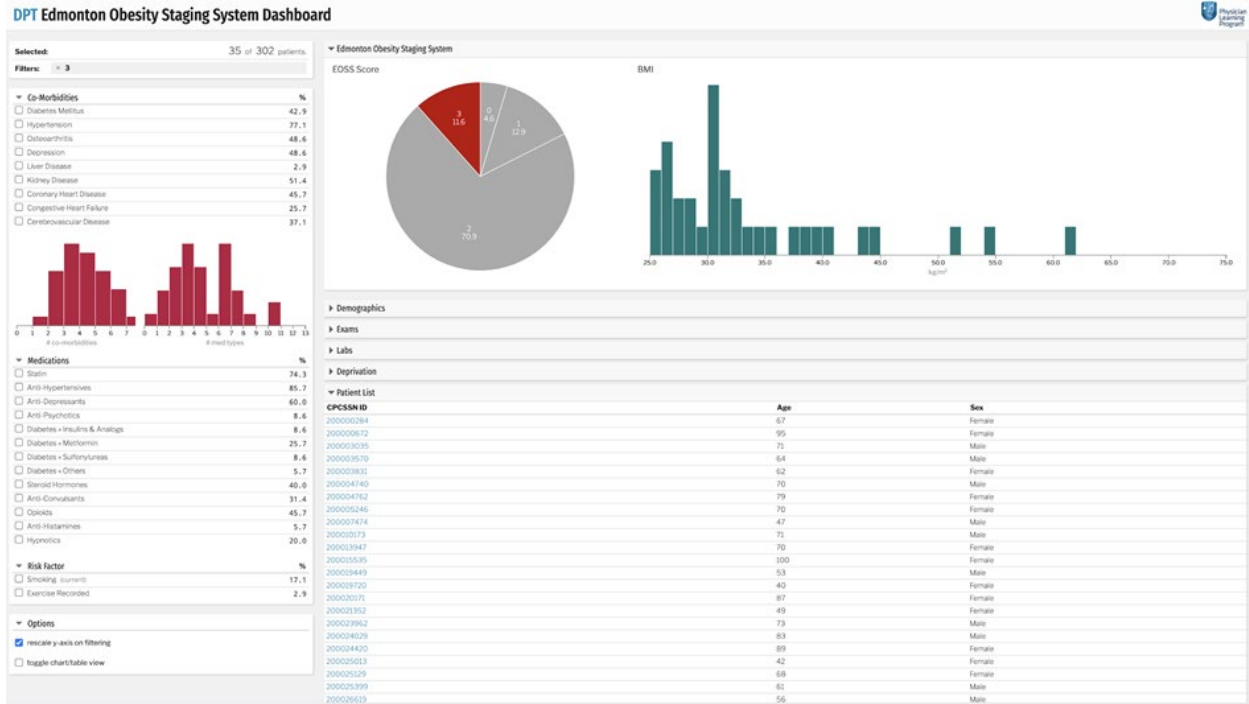 DPT Edmonton Obesity Staging System Dashboard
Physician
Learning
Program
Selected: 35 of 302 patients.
Filters: × 3
Co-Morbidities %
Diabetes Mellitus 42.9
Hypertension 77.1
Osteoarthritis 48.6
Depression 48.6
Liver Disease 2.9
Kidney Disease 51.4
Coronary Heart Disease 45.7
Congestive Heart Failure 25.7
Cerebrovascular Disease 37.1
0 1 2 3 4 5 6 7
# co-morbidities
0 1 2 3 4 5 6 7 8 9 10 11 12 13
# med types
Medications %
Statin 74.3
Anti-Hypertensives 85.7
Anti-Depressants 60.0
Anti-Psychotics 8.6
Diabetes • Insulins & Analogs 8.6
Diabetes • Metformin 25.7
Diabetes • Sulfonylureas 8.6
Diabetes • Others 5.7
Steroid Hormones 40.0
Anti-Convulsants 31.4
Opioids 45.7
Anti-Histamines 5.7
Hypnotics 20.0
Risk Factor %
Smoking (current) 17.1
Exercise Recorded 2.9
Options
rescale y-axis on filtering
toggle chart/table view
Edmonton Obesity Staging System
EOSS Score
3
11.6
0
4.6
1
12.9
2
70.9
BMI
25.0 30.0 35.0 40.0 45.0 50.0 55.0 60.0 65.0 70.0 75.0
kg/m²
Demographics
Exams
Labs
Deprivation
Patient List
CPCSSN ID Age Sex
200000284 67 Female
200000672 95 Female
200003035 71 Male
200003570 64 Male
200003831 62 Female
200004740 70 Male
200004762 79 Female
200005246 70 Female
200007474 47 Male
200010173 71 Male
200013947 70 Female
200015535 100 Female
200019449 53 Male
200019720 40 Female
200020171 87 Female
200021352 49 Female
200023962 73 Male
200024029 83 Male
200024420 89 Female
200025013 42 Female
200025129 68 Female
200025399 61 Male
200026619 56 Male